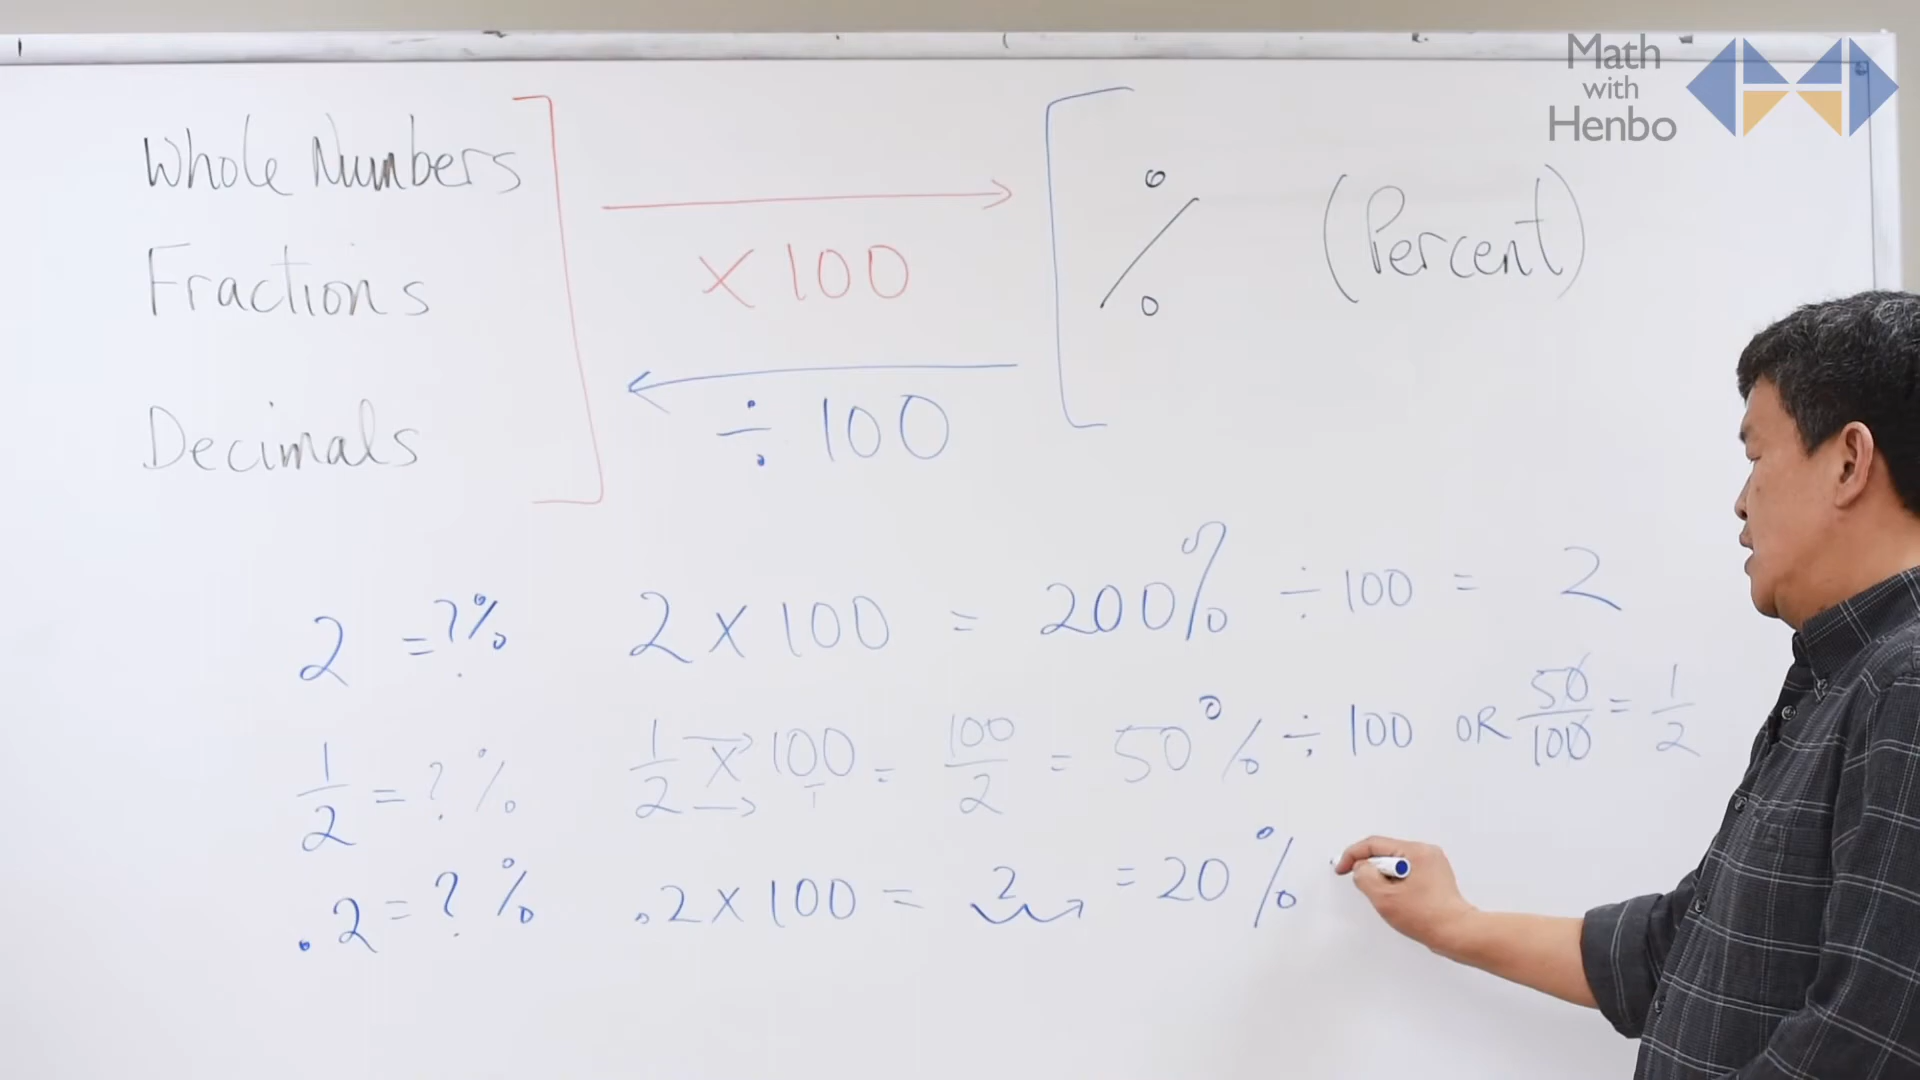 Math
with
Henbo
Whole Numbers
Fractions
Decimals
x 100
÷ 100
% (Percent)
2 = ?% 2 x 100 = 200% ÷ 100 = 2
1/2 = ?% 1/2 x 100/1 = 100/2 = 50% ÷ 100 OR 50/100 = 1/2
.2 = ?% .2 x 100 = 2 = 20%